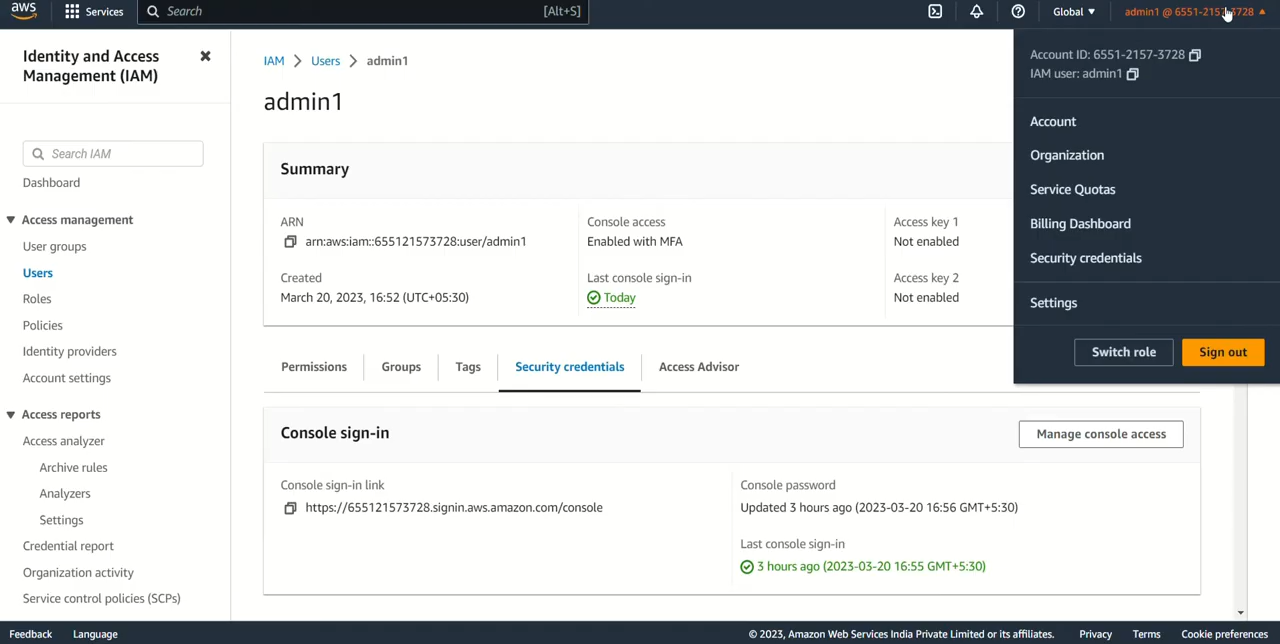 aws
Services
Search
[Alt+S]
Global
admin1 @ 6551-2157-3728
Identity and Access
Management (IAM)
Search IAM
Dashboard
Access management
User groups
Users
Roles
Policies
Identity providers
Account settings
Access reports
Access analyzer
Archive rules
Analyzers
Settings
Credential report
Organization activity
Service control policies (SCPs)
IAM
Users
admin1
admin1
Summary
ARN
arn:aws:iam::655121573728:user/admin1
Created
March 20, 2023, 16:52 (UTC+05:30)
Console access
Enabled with MFA
Last console sign-in
Today
Access key 1
Not enabled
Access key 2
Not enabled
Account ID: 6551-2157-3728
IAM user: admin1
Account
Organization
Service Quotas
Billing Dashboard
Security credentials
Settings
Switch role
Sign out
Permissions
Groups
Tags
Security credentials
Access Advisor
Console sign-in
Manage console access
Console sign-in link
https://655121573728.signin.aws.amazon.com/console
Console password
Updated 3 hours ago (2023-03-20 16:56 GMT+5:30)
Last console sign-in
3 hours ago (2023-03-20 16:55 GMT+5:30)
Feedback
Language
© 2023, Amazon Web Services India Private Limited or its affiliates.
Privacy
Terms
Cookie preferences